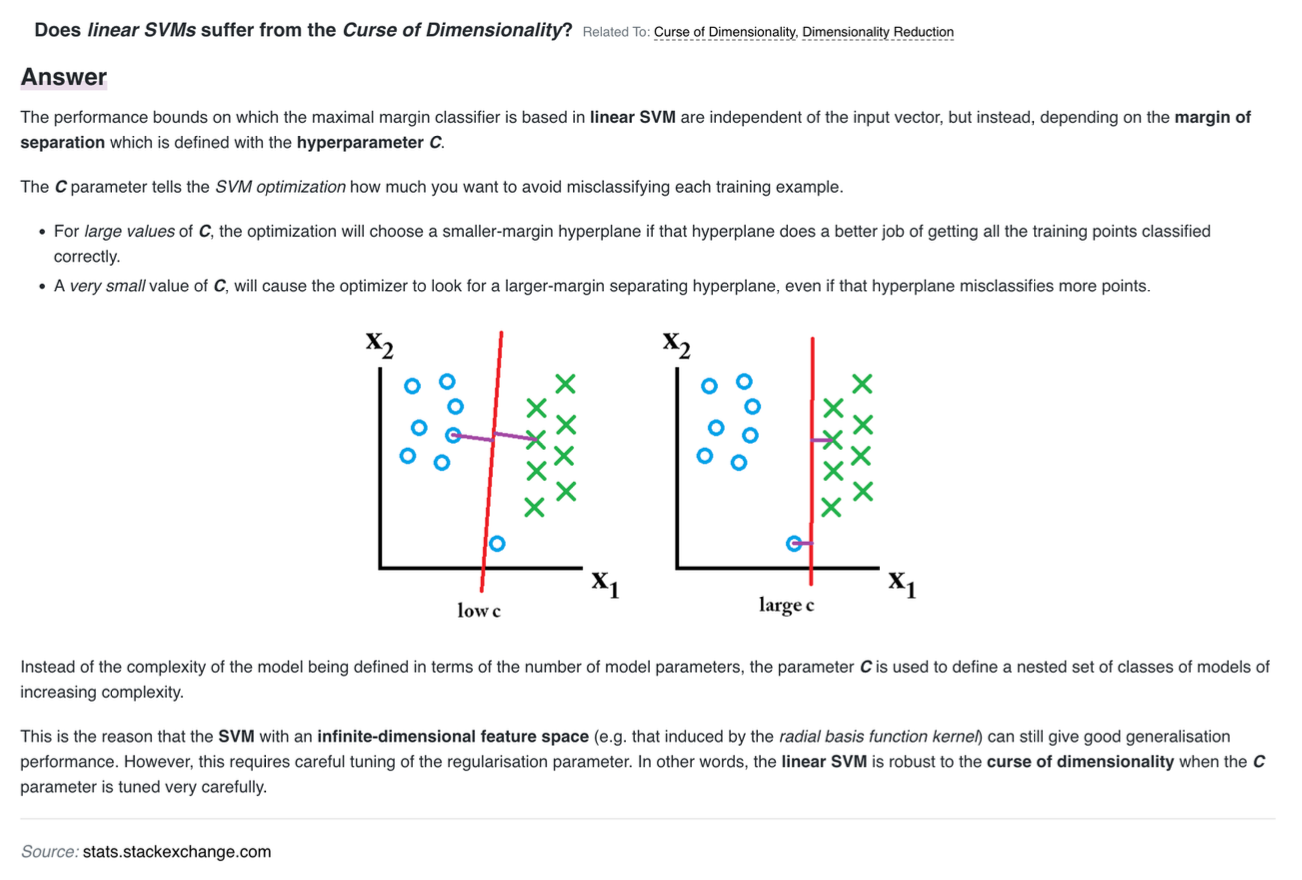 Does linear SVMs suffer from the Curse of Dimensionality? Related To: Curse of Dimensionality, Dimensionality Reduction
Answer
The performance bounds on which the maximal margin classifier is based in linear SVM are independent of the input vector, but instead, depending on the margin of
separation which is defined with the hyperparameter C.
The C parameter tells the SVM optimization how much you want to avoid misclassifying each training example.
• For large values of C, the optimization will choose a smaller-margin hyperplane if that hyperplane does a better job of getting all the training points classified
correctly.
• A very small value of C, will cause the optimizer to look for a larger-margin separating hyperplane, even if that hyperplane misclassifies more points.
X2
X1
low c
X2
X1
large c
Instead of the complexity of the model being defined in terms of the number of model parameters, the parameter C is used to define a nested set of classes of models of
increasing complexity.
This is the reason that the SVM with an infinite-dimensional feature space (e.g. that induced by the radial basis function kernel) can still give good generalisation
performance. However, this requires careful tuning of the regularisation parameter. In other words, the linear SVM is robust to the curse of dimensionality when the C
parameter is tuned very carefully.
Source: stats.stackexchange.com